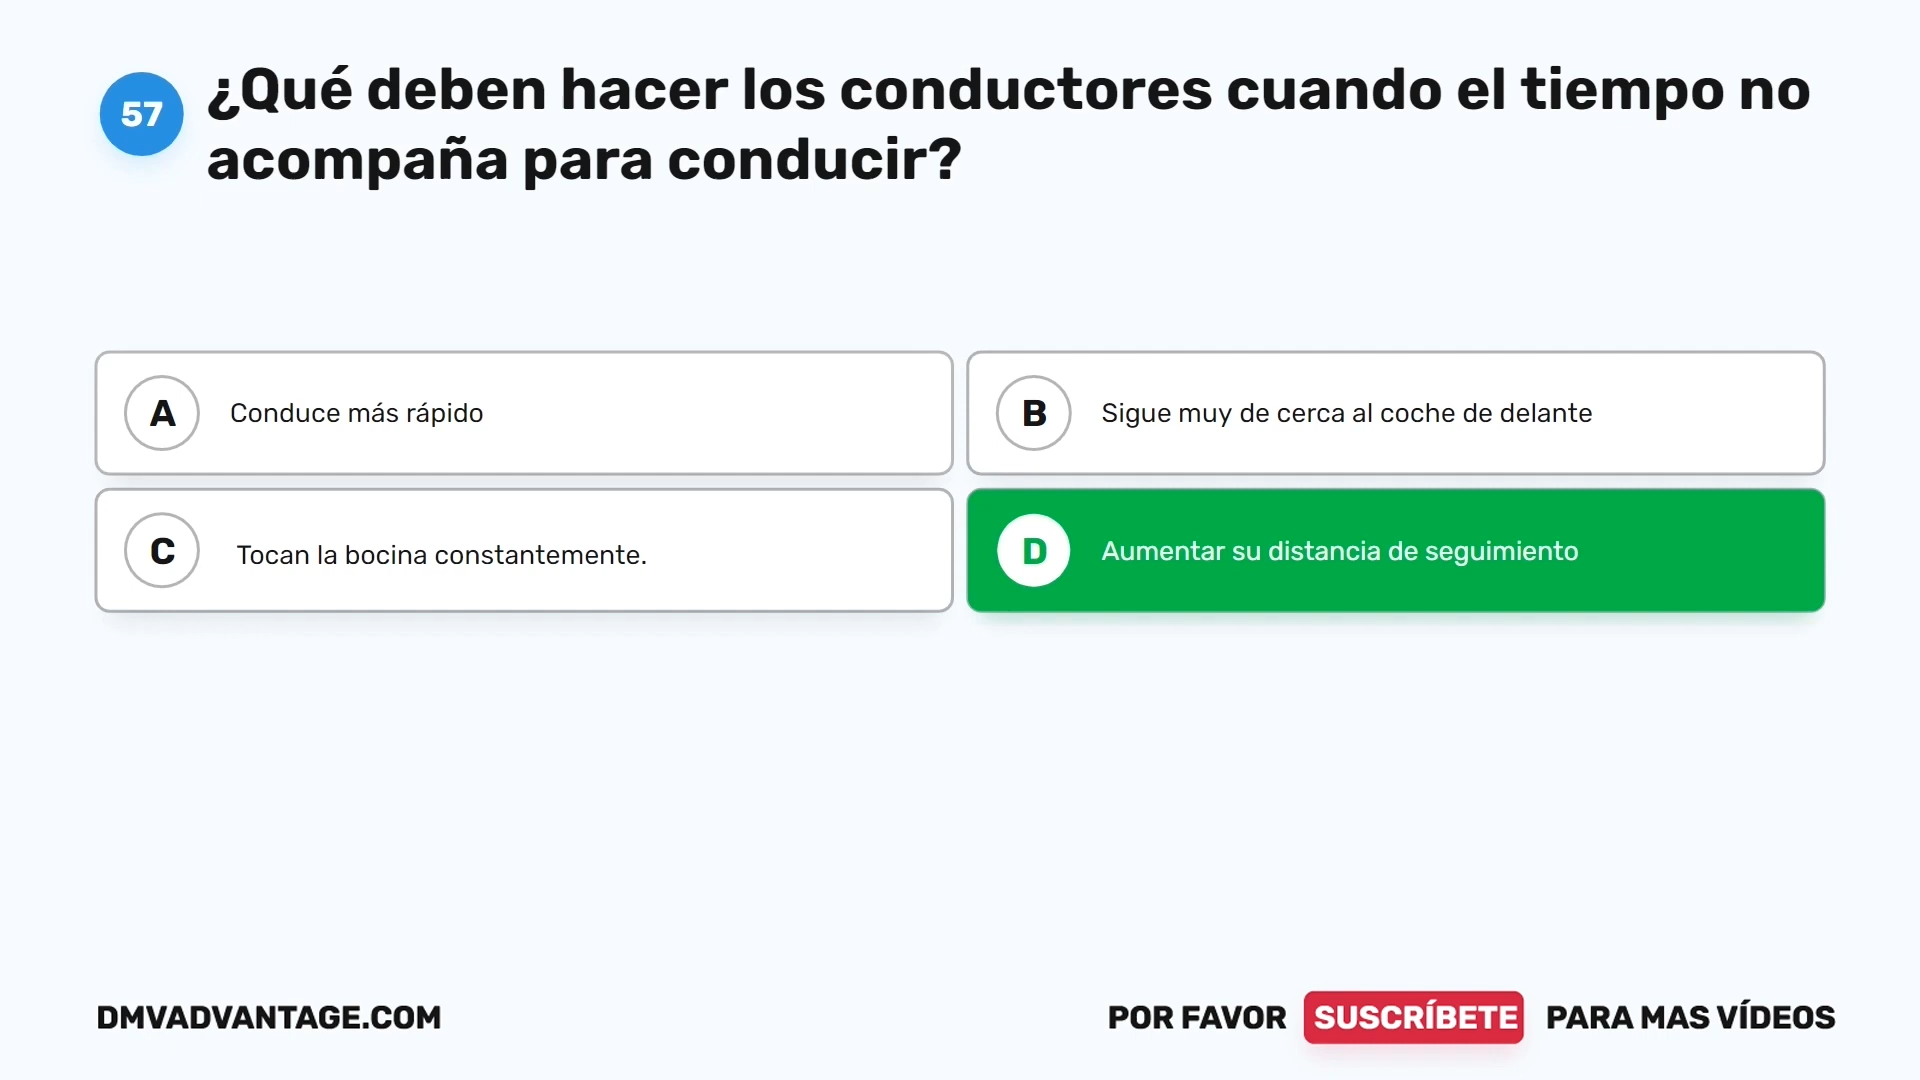 57
¿Qué deben hacer los conductores cuando el tiempo no
acompaña para conducir?
A Conduce más rápido
B Sigue muy de cerca al coche de delante
C Tocan la bocina constantemente.
D Aumentar su distancia de seguimiento
DMVADVANTAGE.COM
POR FAVOR SUSCRÍBETE PARA MAS VÍDEOS